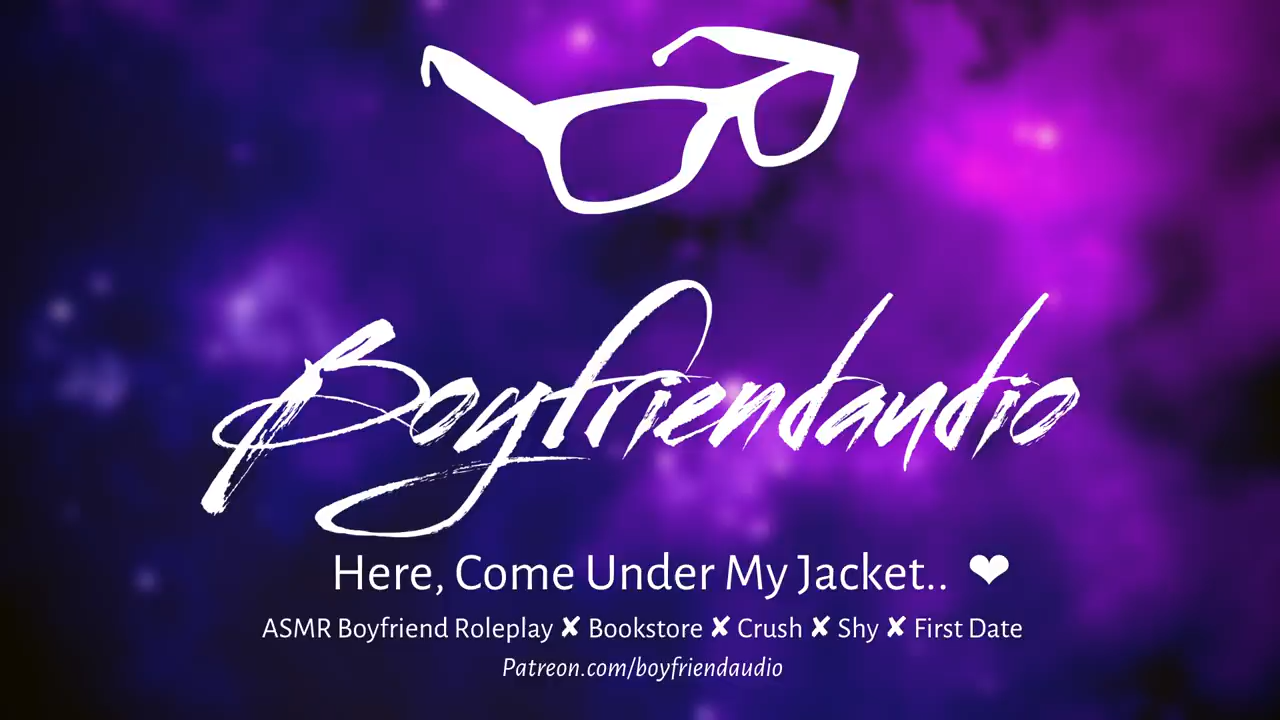 Boyfriendaudio
Here, Come Under My Jacket.. ❤
ASMR Boyfriend Roleplay ✘ Bookstore ✘ Crush ✘ Shy ✘ First Date
Patreon.com/boyfriendaudio